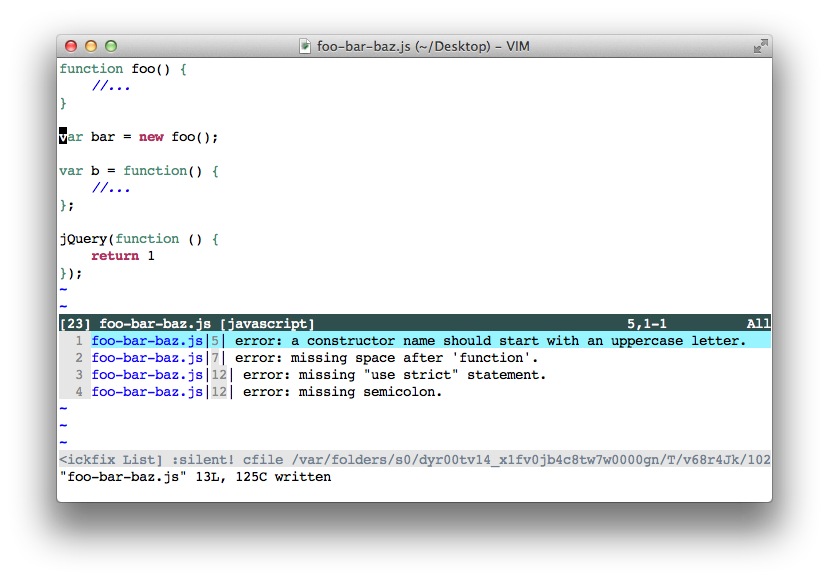 foo-bar-baz.js (~/Desktop) - VIM
function foo() {
    //...
}
var bar = new foo();
var b = function() {
    //...
};
jQuery(function () {
    return 1
});
~
~
[23] foo-bar-baz.js [javascript] 5,1-1 All
1 foo-bar-baz.js|5| error: a constructor name should start with an uppercase letter.
2 foo-bar-baz.js|7| error: missing space after 'function'.
3 foo-bar-baz.js|12| error: missing "use strict" statement.
4 foo-bar-baz.js|12| error: missing semicolon.
~
~
~
<ickfix List] :silent! cfile /var/folders/s0/dyr00tv14_x1fv0jb4c8tw7w0000gn/T/v68r4Jk/102
"foo-bar-baz.js" 13L, 125C written